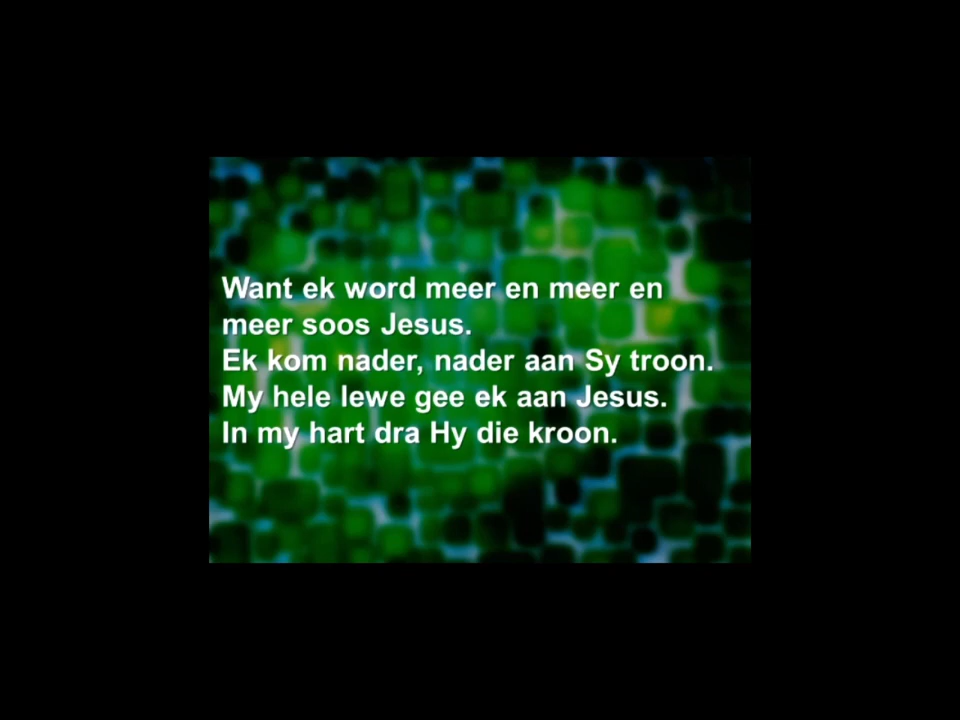 Want ek word meer en meer en
meer soos Jesus.
Ek kom nader, nader aan Sy troon.
My hele lewe gee ek aan Jesus.
In my hart dra Hy die kroon.